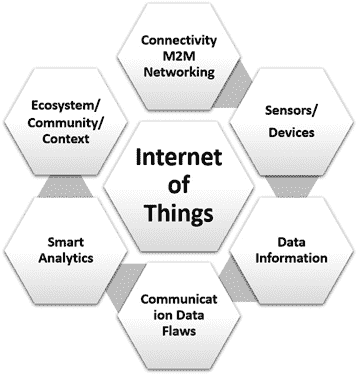 Connectivity
M2M
Networking
Sensors/
Devices
Data
Information
Communicat
ion Data
Flaws
Smart
Analytics
Ecosystem/
Community/
Context
Internet
of
Things